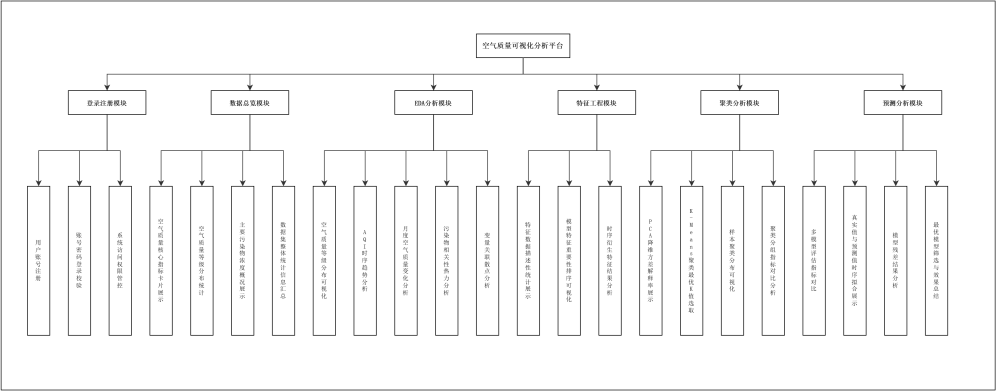 空气质量可视化分析平台
登录注册模块
数据总览模块
EDA分析模块
特征工程模块
聚类分析模块
预测分析模块
用户账号注册
账号密码登录校验
系统访问权限管控
空气质量核心指标卡片展示
空气质量等级分布统计
主要污染物浓度概况展示
数据集整体统计信息汇总
空气质量等级分布可视化
AQI时序趋势分析
月度空气质量变化分析
污染物相关性热力分析
变量关联散点分析
特征数据描述性统计展示
模型特征重要性排序可视化
时序衍生特征结果分析
PCA降维方差解释率展示
K-Means聚类最优K值选取
样本聚类分布可视化
聚类分组指标对比分析
多模型评估指标对比
真实值与预测值时序拟合展示
模型残差结果分析
最优模型筛选与效果总结